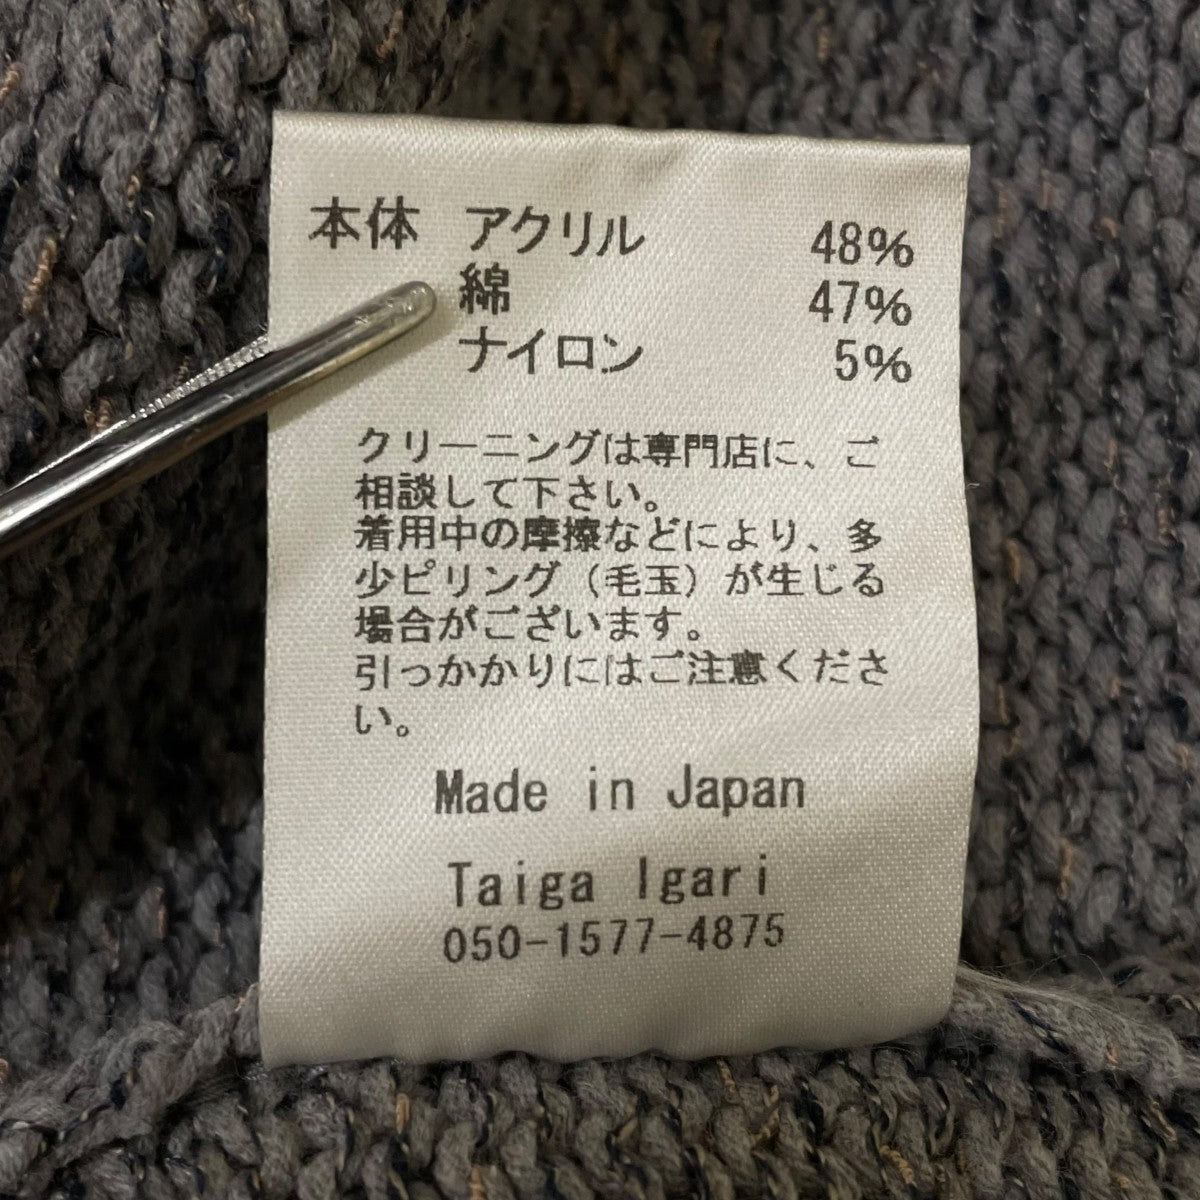 本体 アクリル 48%
綿 47%
ナイロン 5%
クリーニングは専門店に、ご
相談して下さい。
着用中の摩擦などにより、多
少ピリング（毛玉）が生じる
場合がございます。
引っかかりにはご注意くださ
い。
Made in Japan
Taiga Igari
050-1577-4875